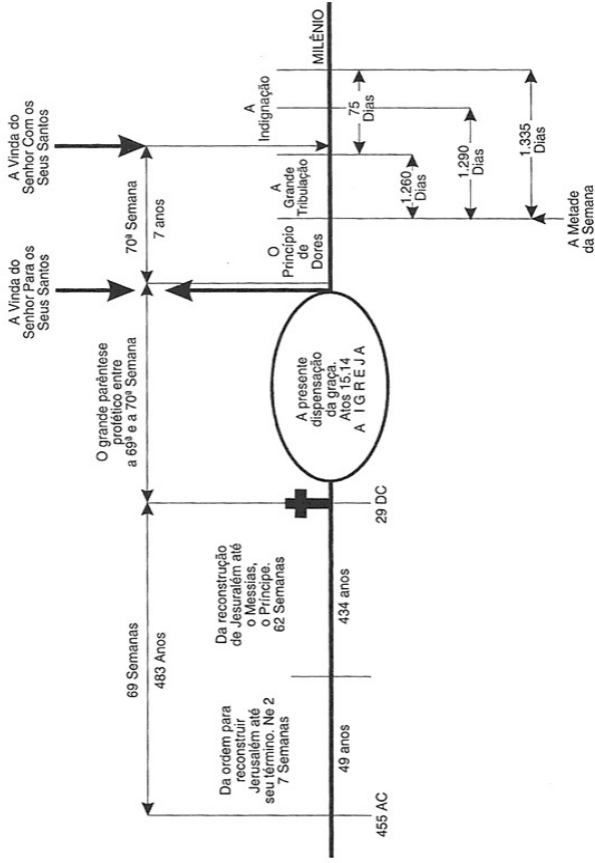 A Vinda do
Senhor Para os
Seus Santos
A Vinda do
Senhor Com os
Seus Santos
69 Semanas
483 Anos
O grande parêntese
profético entre
a 69ª e a 70ª Semana
70ª Semana
7 anos
Da ordem para
reconstruir
Jerusalém até
seu término. Ne 2
7 Semanas
Da reconstrução
de Jesuralém até
o Messias,
o Príncipe.
62 Semanas
O
Princípio
de
Dores
A
Grande
Tribulação
A
Indignação
MILÊNIO
A presente
dispensação
da graça.
Atos 15.14
A IGREJA
455 AC
49 anos
434 anos
29 DC
1.260
Dias
75
Dias
1.290
Dias
1.335
Dias
A Metade
da Semana